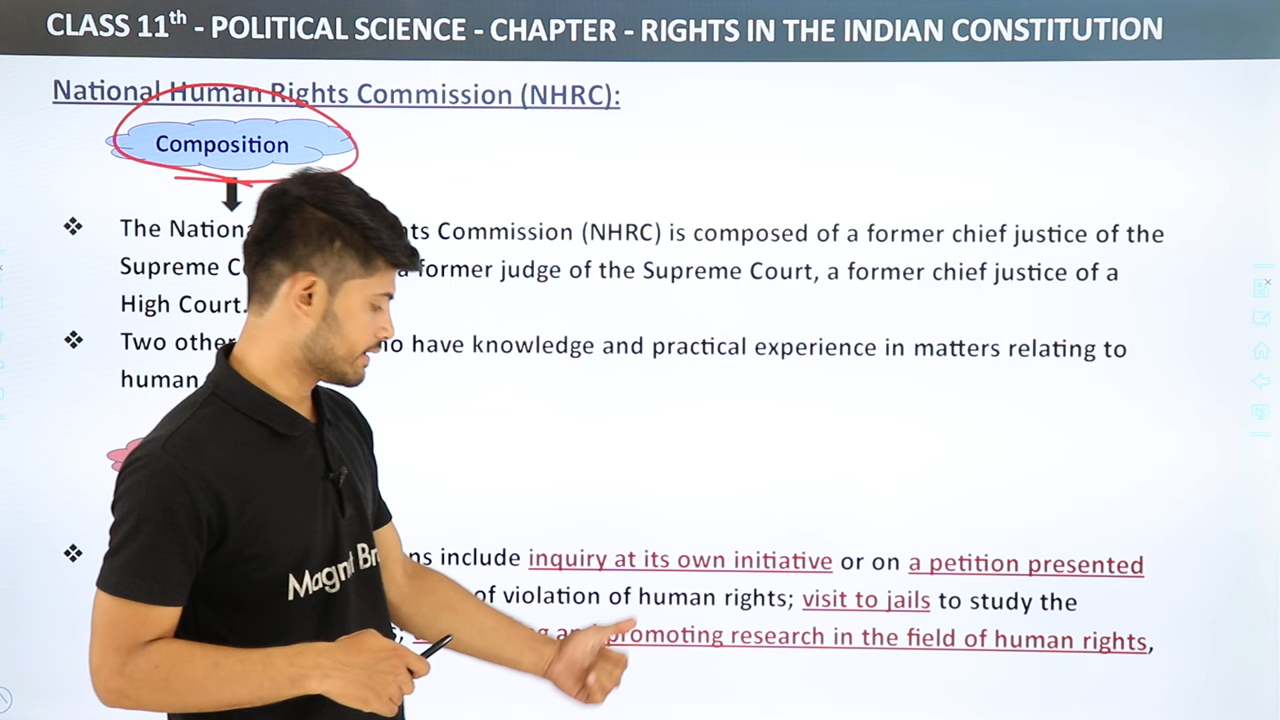 CLASS 11th - POLITICAL SCIENCE - CHAPTER - RIGHTS IN THE INDIAN CONSTITUTION
National Human Rights Commission (NHRC):
Composition
The Nationa ts Commission (NHRC) is composed of a former chief justice of the
Supreme C former judge of the Supreme Court, a former chief justice of a
High Court.
Two other o have knowledge and practical experience in matters relating to
human
ns include inquiry at its own initiative or on a petition presented
of violation of human rights; visit to jails to study the
promoting research in the field of human rights,
Magn Br